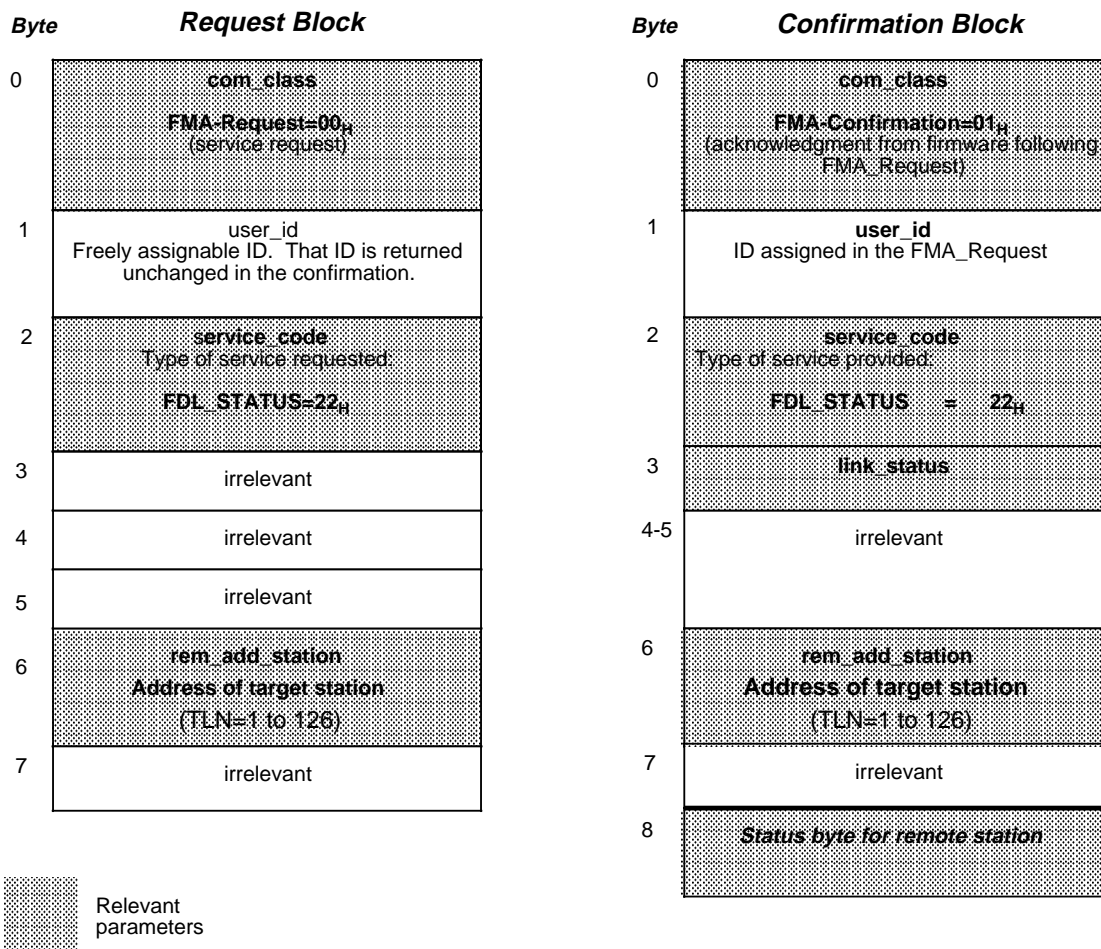 Byte
Request Block
0
com_class
FMA-Request=00H
(service request)
1
user_id
Freely assignable ID. That ID is returned
unchanged in the confirmation.
2
service_code
Type of service requested:
FDL_STATUS=22H
3
irrelevant
4
irrelevant
5
irrelevant
6
rem_add_station
Address of target station
(TLN=1 to 126)
7
irrelevant
Byte
Confirmation Block
0
com_class
FMA-Confirmation=01H
(acknowledgment from firmware following
FMA_Request)
1
user_id
ID assigned in the FMA_Request
2
service_code
Type of service provided:
FDL_STATUS = 22H
3
link_status
4-5
irrelevant
6
rem_add_station
Address of target station
(TLN=1 to 126)
7
irrelevant
8
Status byte for remote station
Relevant
parameters